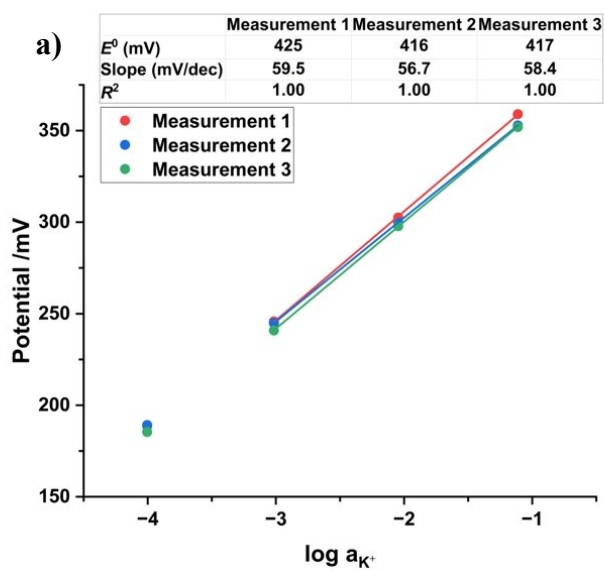 a)
Measurement 1 Measurement 2 Measurement 3
E⁰ (mV) 425 416 417
Slope (mV/dec) 59.5 56.7 58.4
R² 1.00 1.00 1.00
Measurement 1
Measurement 2
Measurement 3
350
300
250
200
150
Potential /mV
−4 −3 −2 −1
log a_K⁺